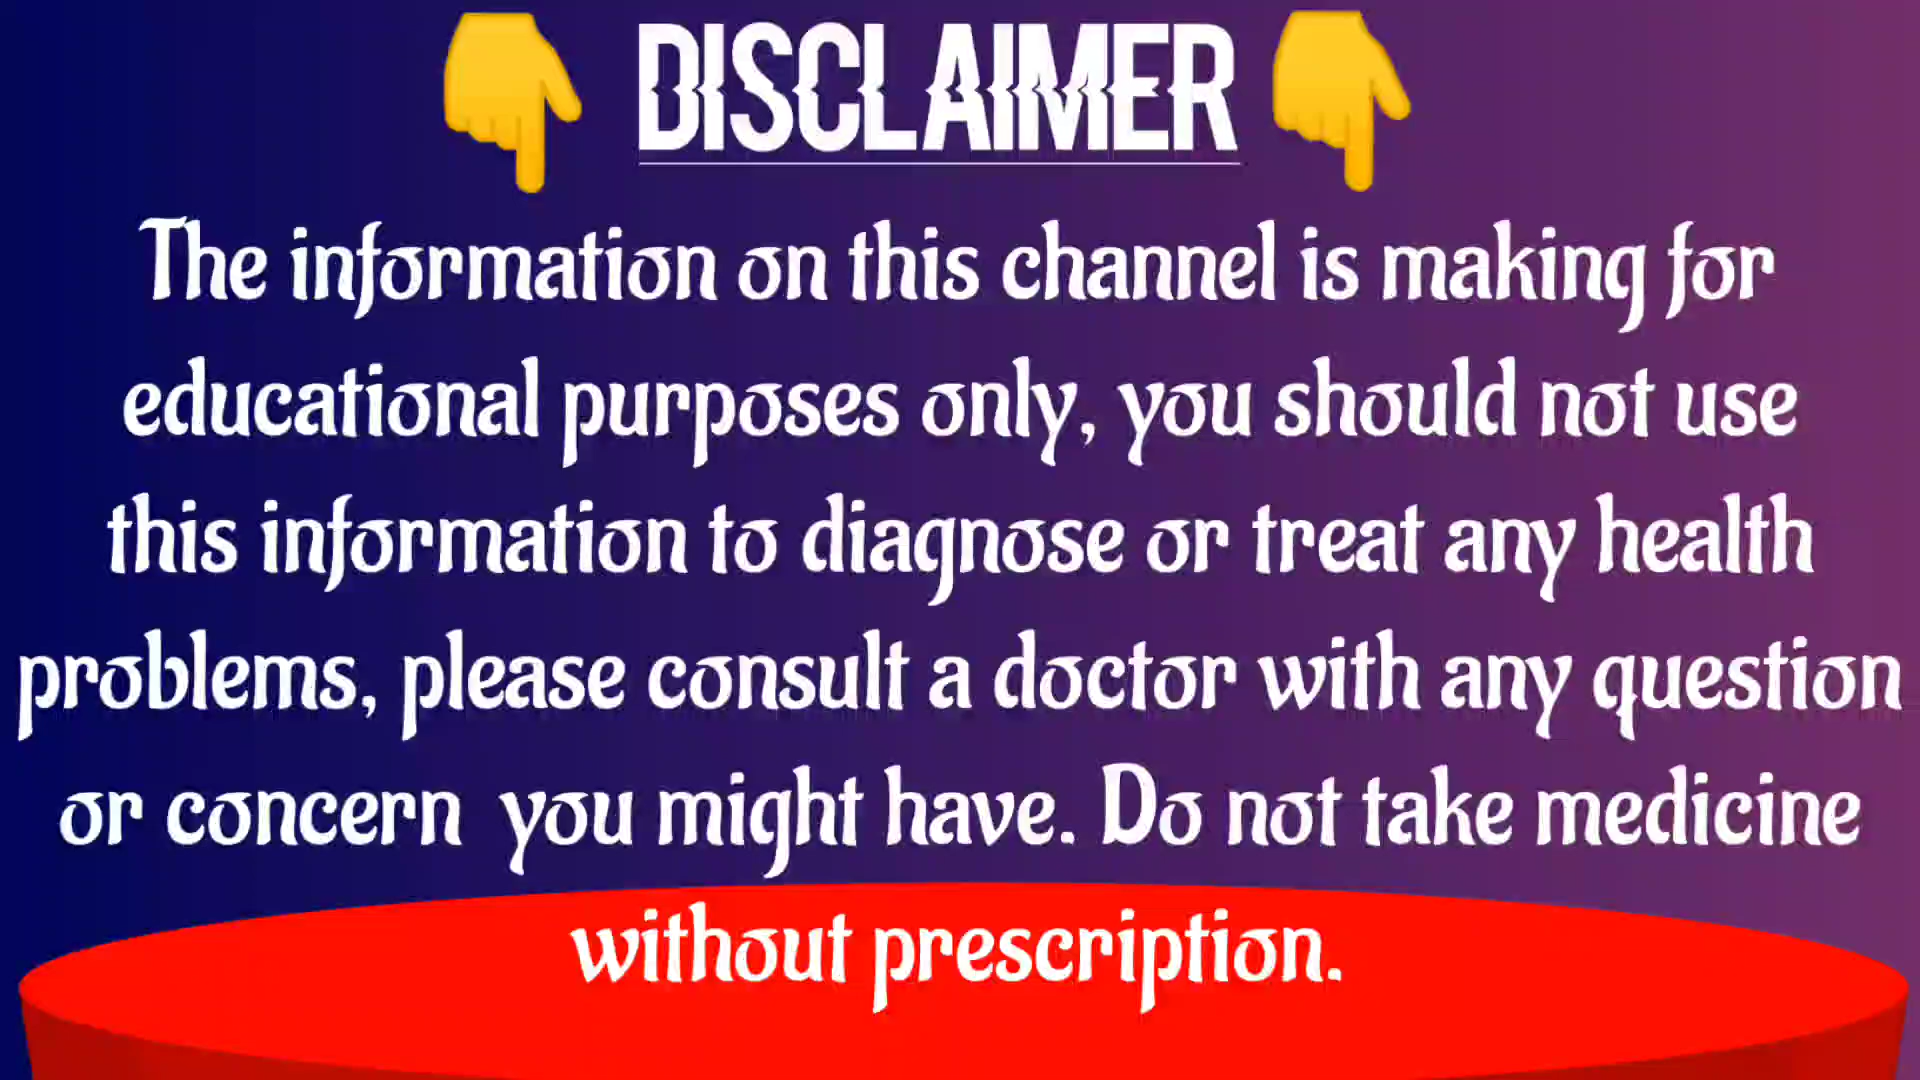 👇 DISCLAIMER 👇
The information on this channel is making for
educational purposes only, you should not use
this information to diagnose or treat any health
problems, please consult a doctor with any question
or concern you might have. Do not take medicine
without prescription.